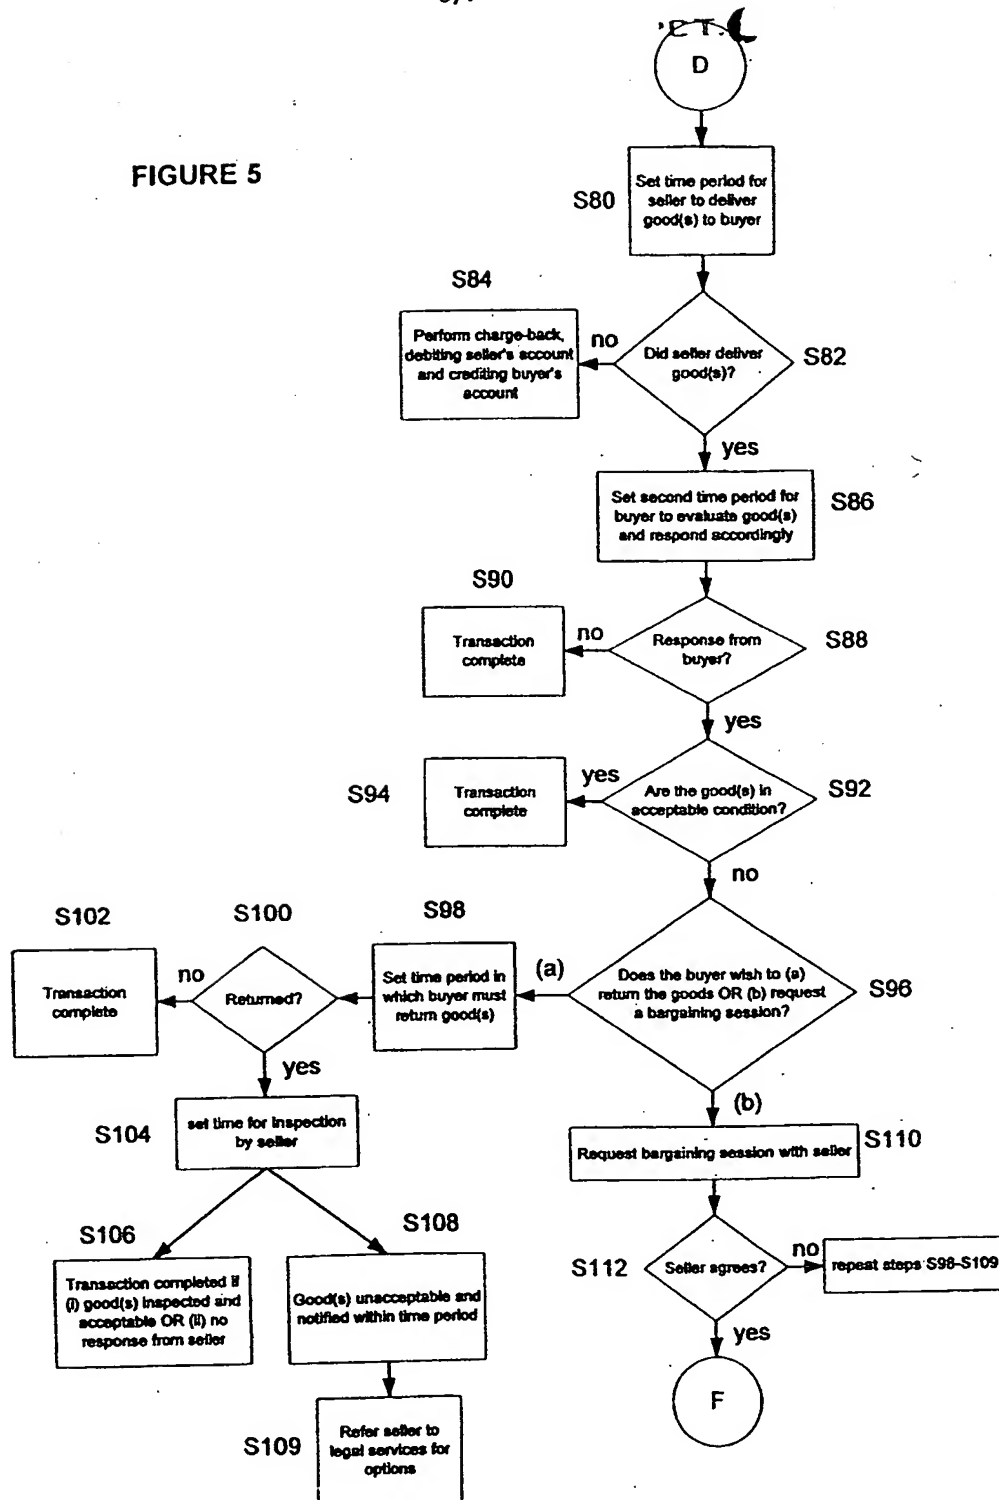 D
FIGURE 5
S80
Set time period for
seller to deliver
good(s) to buyer
S84
Perform charge-back,
debiting seller's account
and crediting buyer's
account
no
Did seller deliver
good(s)?
S82
yes
Set second time period for
buyer to evaluate good(s)
and respond accordingly
S86
S90
Transaction
complete
no
Response from
buyer?
S88
yes
S94
Transaction
complete
yes
Are the good(s) in
acceptable condition?
S92
no
S102
S100
S98
Transaction
complete
no
Returned?
Set time period in
which buyer must
return good(s)
(a)
Does the buyer wish to (a)
return the goods OR (b) request
a bargaining session?
S96
yes
(b)
S104
set time for inspection
by seller
Request bargaining session with seller
S110
S106
S108
Transaction completed if
(i) good(s) inspected and
acceptable OR (ii) no
response from seller
Good(s) unacceptable and
notified within time period
S112
Seller agrees?
no
repeat steps S98-S109
yes
F
S109
Refer seller to
legal services for
options